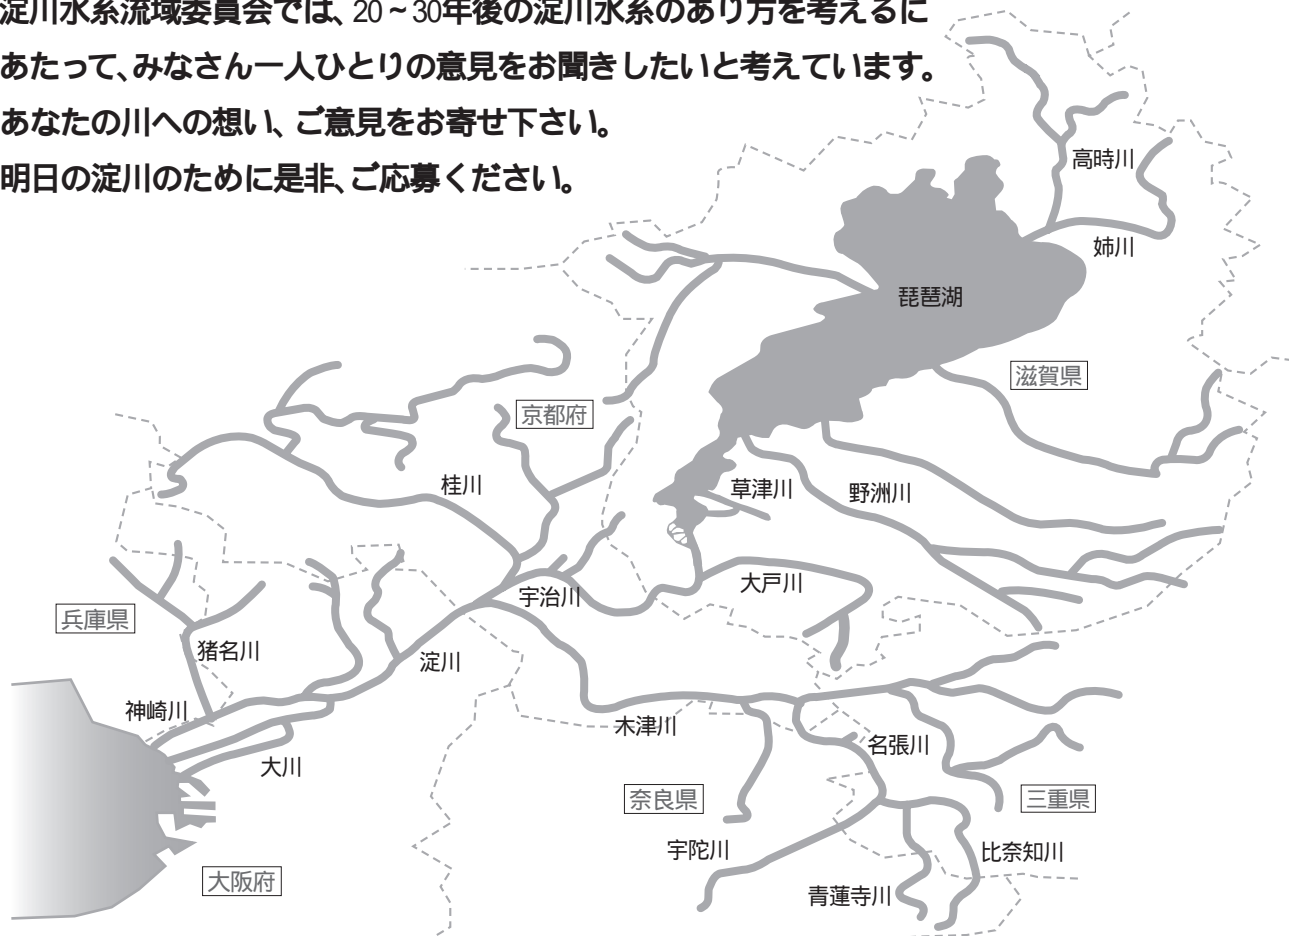 淀川水系流域委員会では、20~30年後の淀川水系のあり方を考えるに
あたって、みなさん一人ひとりの意見をお聞きしたいと考えています。
あなたの川への想い、ご意見をお寄せ下さい。
明日の淀川のために是非、ご応募ください。
高時川
姉川
琵琶湖
滋賀県
京都府
桂川
草津川
野洲川
大戸川
宇治川
兵庫県
猪名川
淀川
神崎川
木津川
名張川
大川
奈良県
三重県
宇陀川
比奈知川
大阪府
青蓮寺川